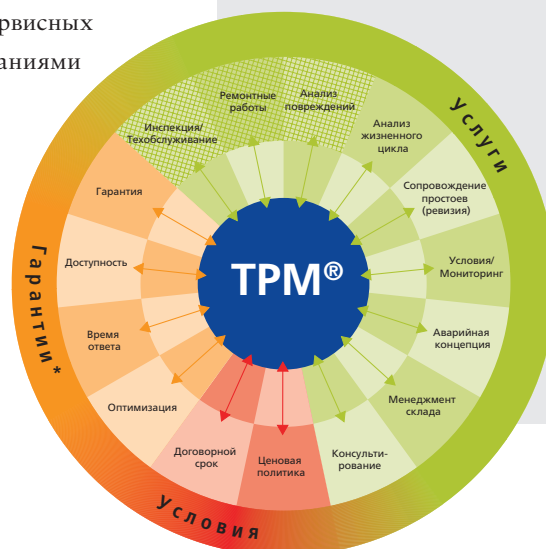 рвисных
аниями
Услуги
Гарантии*
Условия
TPM®
Ремонтные
работы
Анализ
повреждений
Анализ
жизненного
цикла
Сопровождение
простоев
(ревизия)
Условия/
Мониторинг
Аварийная
концепция
Менеджмент
склада
Консульти-
рование
Ценовая
политика
Договорной
срок
Оптимизация
Время
ответа
Доступность
Гарантия
Инспекция/
Техобслуживание